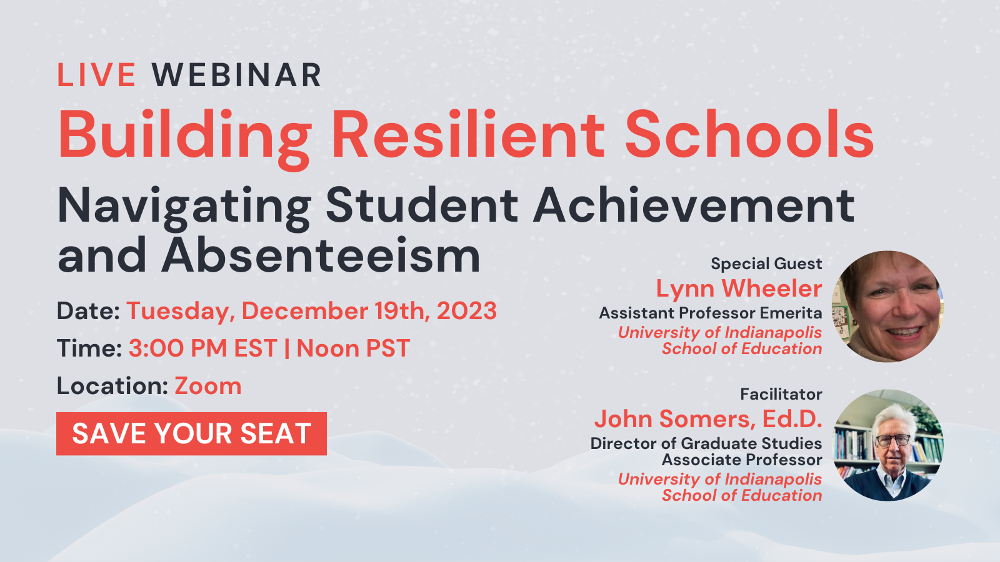 LIVE WEBINAR
Building Resilient Schools
Navigating Student Achievement
and Absenteeism
Date: Tuesday, December 19th, 2023
Time: 3:00 PM EST | Noon PST
Location: Zoom
SAVE YOUR SEAT
Special Guest
Lynn Wheeler
Assistant Professor Emerita
University of Indianapolis
School of Education
Facilitator
John Somers, Ed.D.
Director of Graduate Studies
Associate Professor
University of Indianapolis
School of Education